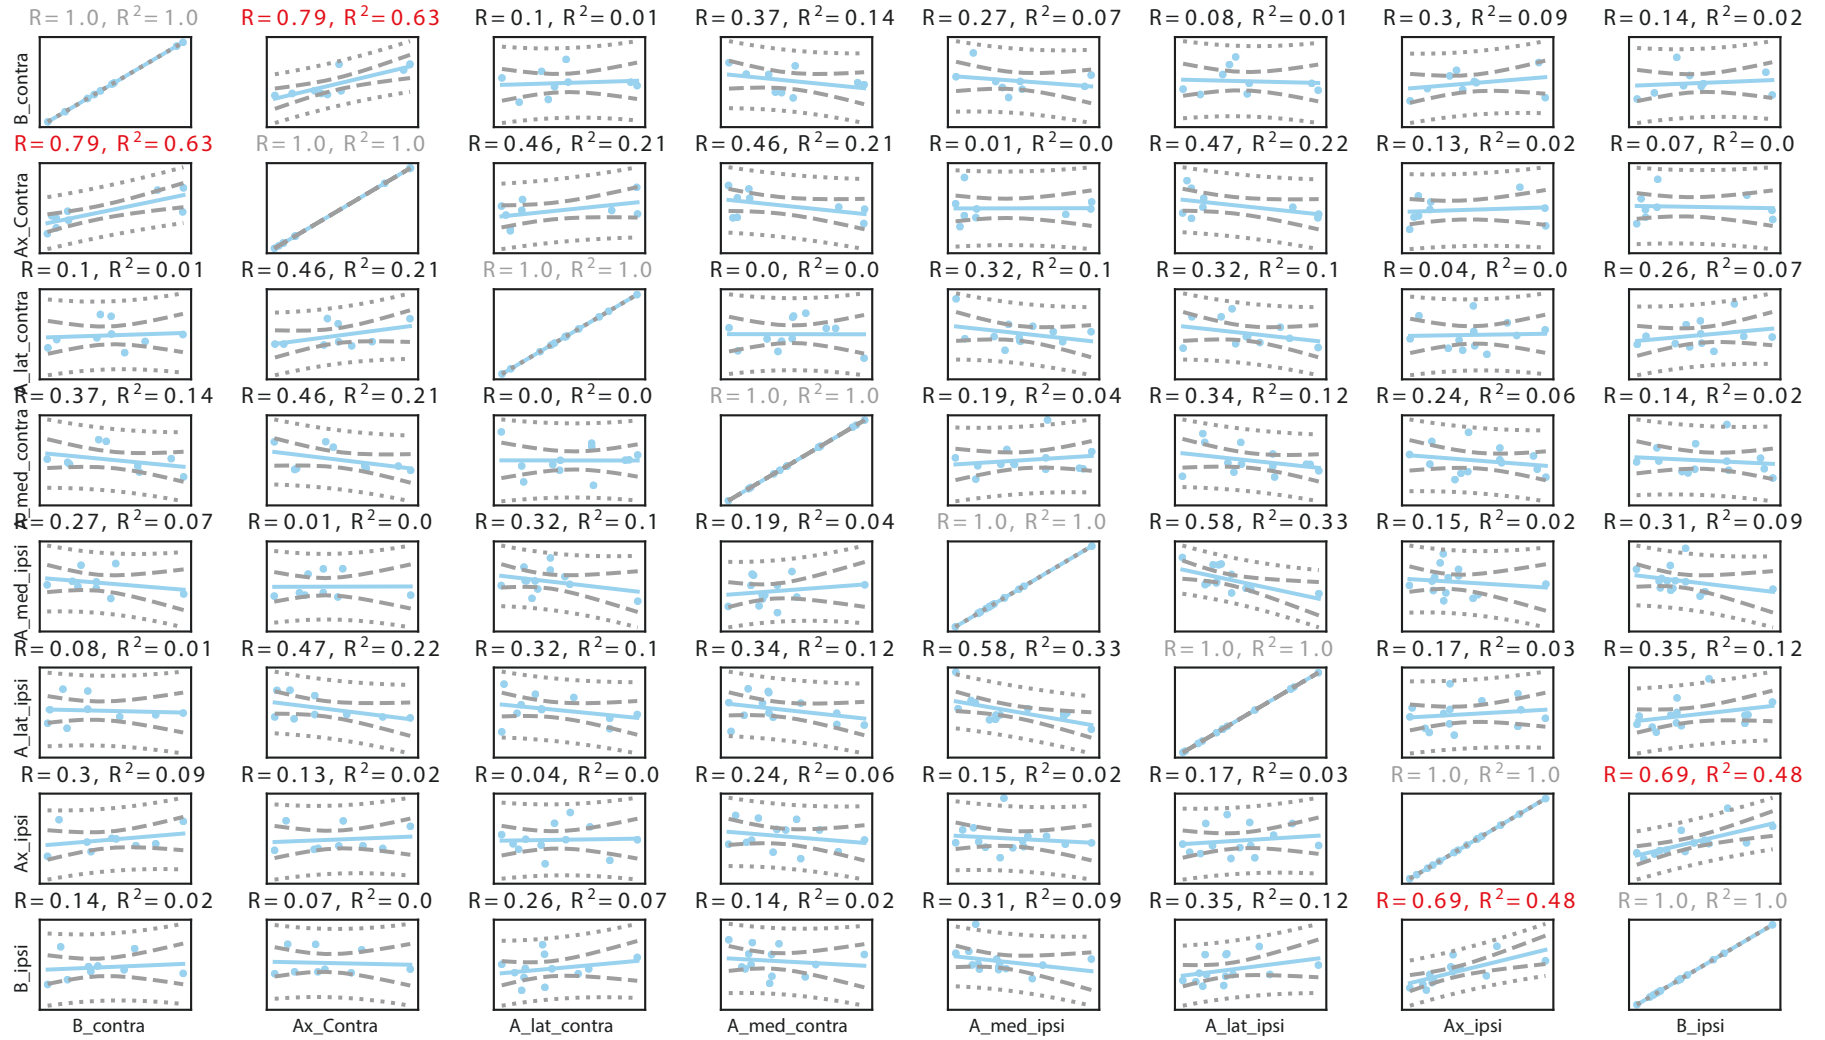 R=1.0, R²=1.0 R=0.79, R²=0.63 R=0.1, R²=0.01 R=0.37, R²=0.14 R=0.27, R²=0.07 R=0.08, R²=0.01 R=0.3, R²=0.09 R=0.14, R²=0.02
B_contra
R=0.79, R²=0.63 R=1.0, R²=1.0 R=0.46, R²=0.21 R=0.46, R²=0.21 R=0.01, R²=0.0 R=0.47, R²=0.22 R=0.13, R²=0.02 R=0.07, R²=0.0
Ax_Contra
R=0.1, R²=0.01 R=0.46, R²=0.21 R=1.0, R²=1.0 R=0.0, R²=0.0 R=0.32, R²=0.1 R=0.32, R²=0.1 R=0.04, R²=0.0 R=0.26, R²=0.07
A_lat_contra
R=0.37, R²=0.14 R=0.46, R²=0.21 R=0.0, R²=0.0 R=1.0, R²=1.0 R=0.19, R²=0.04 R=0.34, R²=0.12 R=0.24, R²=0.06 R=0.14, R²=0.02
A_med_contra
R=0.27, R²=0.07 R=0.01, R²=0.0 R=0.32, R²=0.1 R=0.19, R²=0.04 R=1.0, R²=1.0 R=0.58, R²=0.33 R=0.15, R²=0.02 R=0.31, R²=0.09
A_med_ipsi
R=0.08, R²=0.01 R=0.47, R²=0.22 R=0.32, R²=0.1 R=0.34, R²=0.12 R=0.58, R²=0.33 R=1.0, R²=1.0 R=0.17, R²=0.03 R=0.35, R²=0.12
A_lat_ipsi
R=0.3, R²=0.09 R=0.13, R²=0.02 R=0.04, R²=0.0 R=0.24, R²=0.06 R=0.15, R²=0.02 R=0.17, R²=0.03 R=1.0, R²=1.0 R=0.69, R²=0.48
Ax_ipsi
R=0.14, R²=0.02 R=0.07, R²=0.0 R=0.26, R²=0.07 R=0.14, R²=0.02 R=0.31, R²=0.09 R=0.35, R²=0.12 R=0.69, R²=0.48 R=1.0, R²=1.0
B_ipsi
B_contra Ax_Contra A_lat_contra A_med_contra A_med_ipsi A_lat_ipsi Ax_ipsi B_ipsi